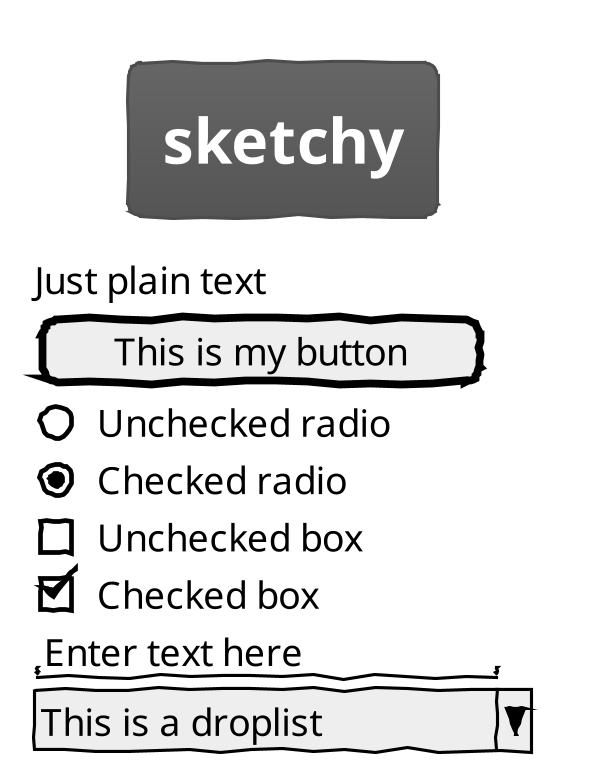 sketchy
Just plain text
This is my button
Unchecked radio
Checked radio
Unchecked box
Checked box
Enter text here
This is a droplist